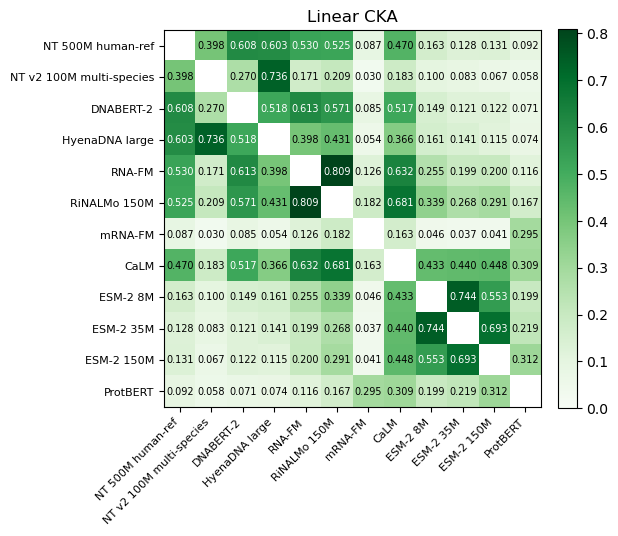 Linear CKA
NT 500M human-ref 0.398 0.608 0.603 0.530 0.525 0.087 0.470 0.163 0.128 0.131 0.092
NT v2 100M multi-species 0.398 0.270 0.736 0.171 0.209 0.030 0.183 0.100 0.083 0.067 0.058
DNABERT-2 0.608 0.270 0.518 0.613 0.571 0.085 0.517 0.149 0.121 0.122 0.071
HyenaDNA large 0.603 0.736 0.518 0.398 0.431 0.054 0.366 0.161 0.141 0.115 0.074
RNA-FM 0.530 0.171 0.613 0.398 0.809 0.126 0.632 0.255 0.199 0.200 0.116
RiNALMo 150M 0.525 0.209 0.571 0.431 0.809 0.182 0.681 0.339 0.268 0.291 0.167
mRNA-FM 0.087 0.030 0.085 0.054 0.126 0.182 0.163 0.046 0.037 0.041 0.295
CaLM 0.470 0.183 0.517 0.366 0.632 0.681 0.163 0.433 0.440 0.448 0.309
ESM-2 8M 0.163 0.100 0.149 0.161 0.255 0.339 0.046 0.433 0.744 0.553 0.199
ESM-2 35M 0.128 0.083 0.121 0.141 0.199 0.268 0.037 0.440 0.744 0.693 0.219
ESM-2 150M 0.131 0.067 0.122 0.115 0.200 0.291 0.041 0.448 0.553 0.693 0.312
ProtBERT 0.092 0.058 0.071 0.074 0.116 0.167 0.295 0.309 0.199 0.219 0.312
NT 500M human-ref
NT v2 100M multi-species
DNABERT-2
HyenaDNA large
RNA-FM
RiNALMo 150M
mRNA-FM
CaLM
ESM-2 8M
ESM-2 35M
ESM-2 150M
ProtBERT
0.8
0.7
0.6
0.5
0.4
0.3
0.2
0.1
0.0